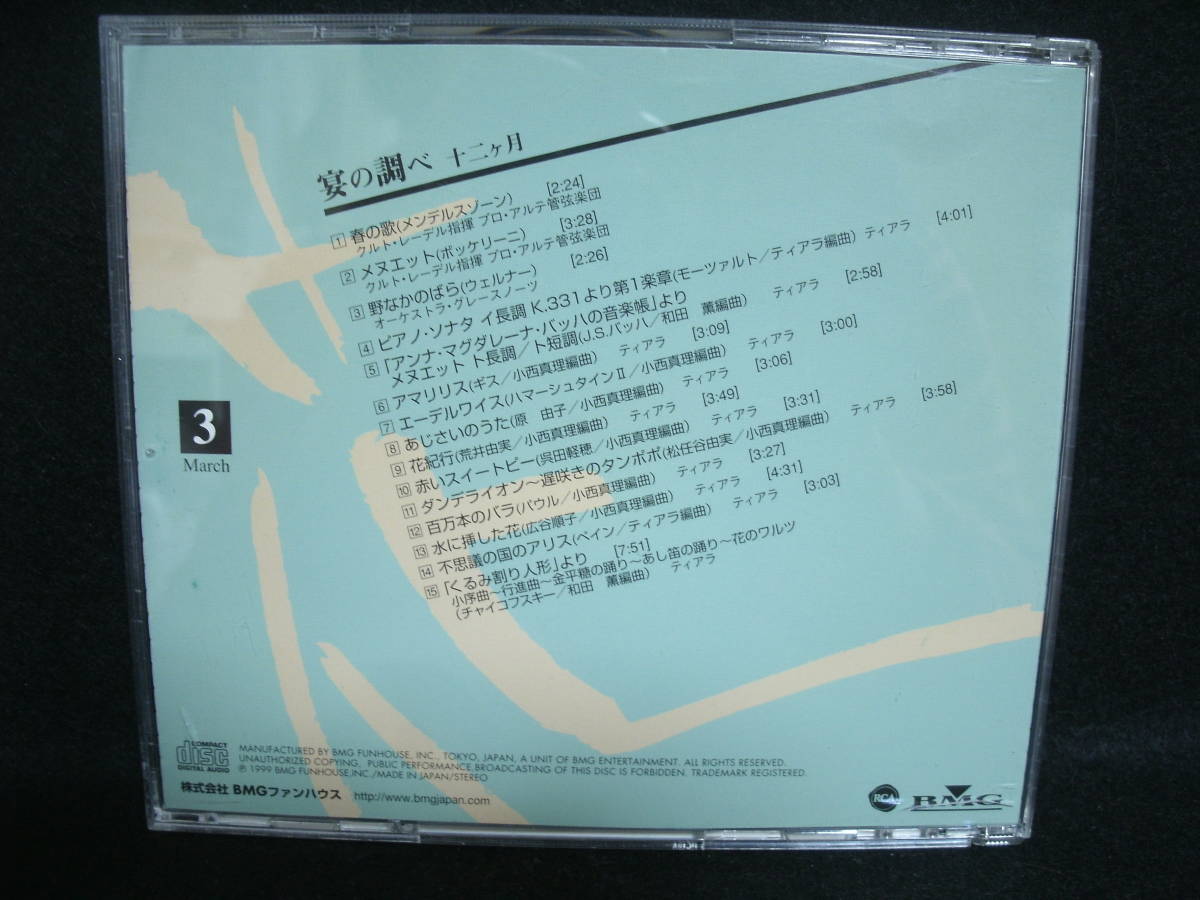 宴の調べ 十二ヶ月
1 春の歌(メンデルスゾーン) [2:24]
クルト・レーデル指揮 プロ・アルテ管弦楽団
2 メヌエット(ボッケリーニ) [3:28]
クルト・レーデル指揮 プロ・アルテ管弦楽団
3 野なかのばら(ウェルナー) [2:26]
オーケストラ・グレースノーツ
4 ピアノ・ソナタ イ長調 K.331より第1楽章(モーツァルト/ティアラ編曲) ティアラ [4:01]
5 「アンナ・マグダレーナ・バッハの音楽帳」より
メヌエット ト長調/ト短調(J.S.バッハ/和田 薫編曲) ティアラ [2:58]
6 アマリリス(ギス/小西真理編曲) ティアラ [3:09]
7 エーデルワイス(ハマーシュタインⅡ/小西真理編曲) ティアラ [3:00]
8 あじさいのうた(原 由子/小西真理編曲) ティアラ [3:06]
9 花紀行(荒井由実/小西真理編曲) ティアラ [3:49]
10 赤いスイートピー(呉田軽穂/小西真理編曲) ティアラ [3:31]
11 ダンデライオン〜遅咲きのタンポポ(松任谷由実/小西真理編曲) ティアラ [3:58]
12 百万本のバラ(パウル/小西真理編曲) ティアラ [3:27]
13 水に挿した花(広谷順子/小西真理編曲) ティアラ [4:31]
14 不思議の国のアリス(ペイン/ティアラ編曲) ティアラ [3:03]
15 「くるみ割り人形」より [7:51]
小序曲〜行進曲〜金平糖の踊り〜あし笛の踊り〜花のワルツ
(チャイコフスキー/和田 薫編曲) ティアラ
3
March
COMPACT
disc
DIGITAL AUDIO
MANUFACTURED BY BMG FUNHOUSE, INC., TOKYO, JAPAN, A UNIT OF BMG ENTERTAINMENT. ALL RIGHTS RESERVED.
UNAUTHORIZED COPYING, PUBLIC PERFORMANCE,BROADCASTING OF THIS DISC IS FORBIDDEN. TRADEMARK REGISTERED.
℗ 1999 BMG FUNHOUSE,INC./MADE IN JAPAN/STEREO
株式会社 BMGファンハウス http://www.bmgjapan.com
RCA
BMG